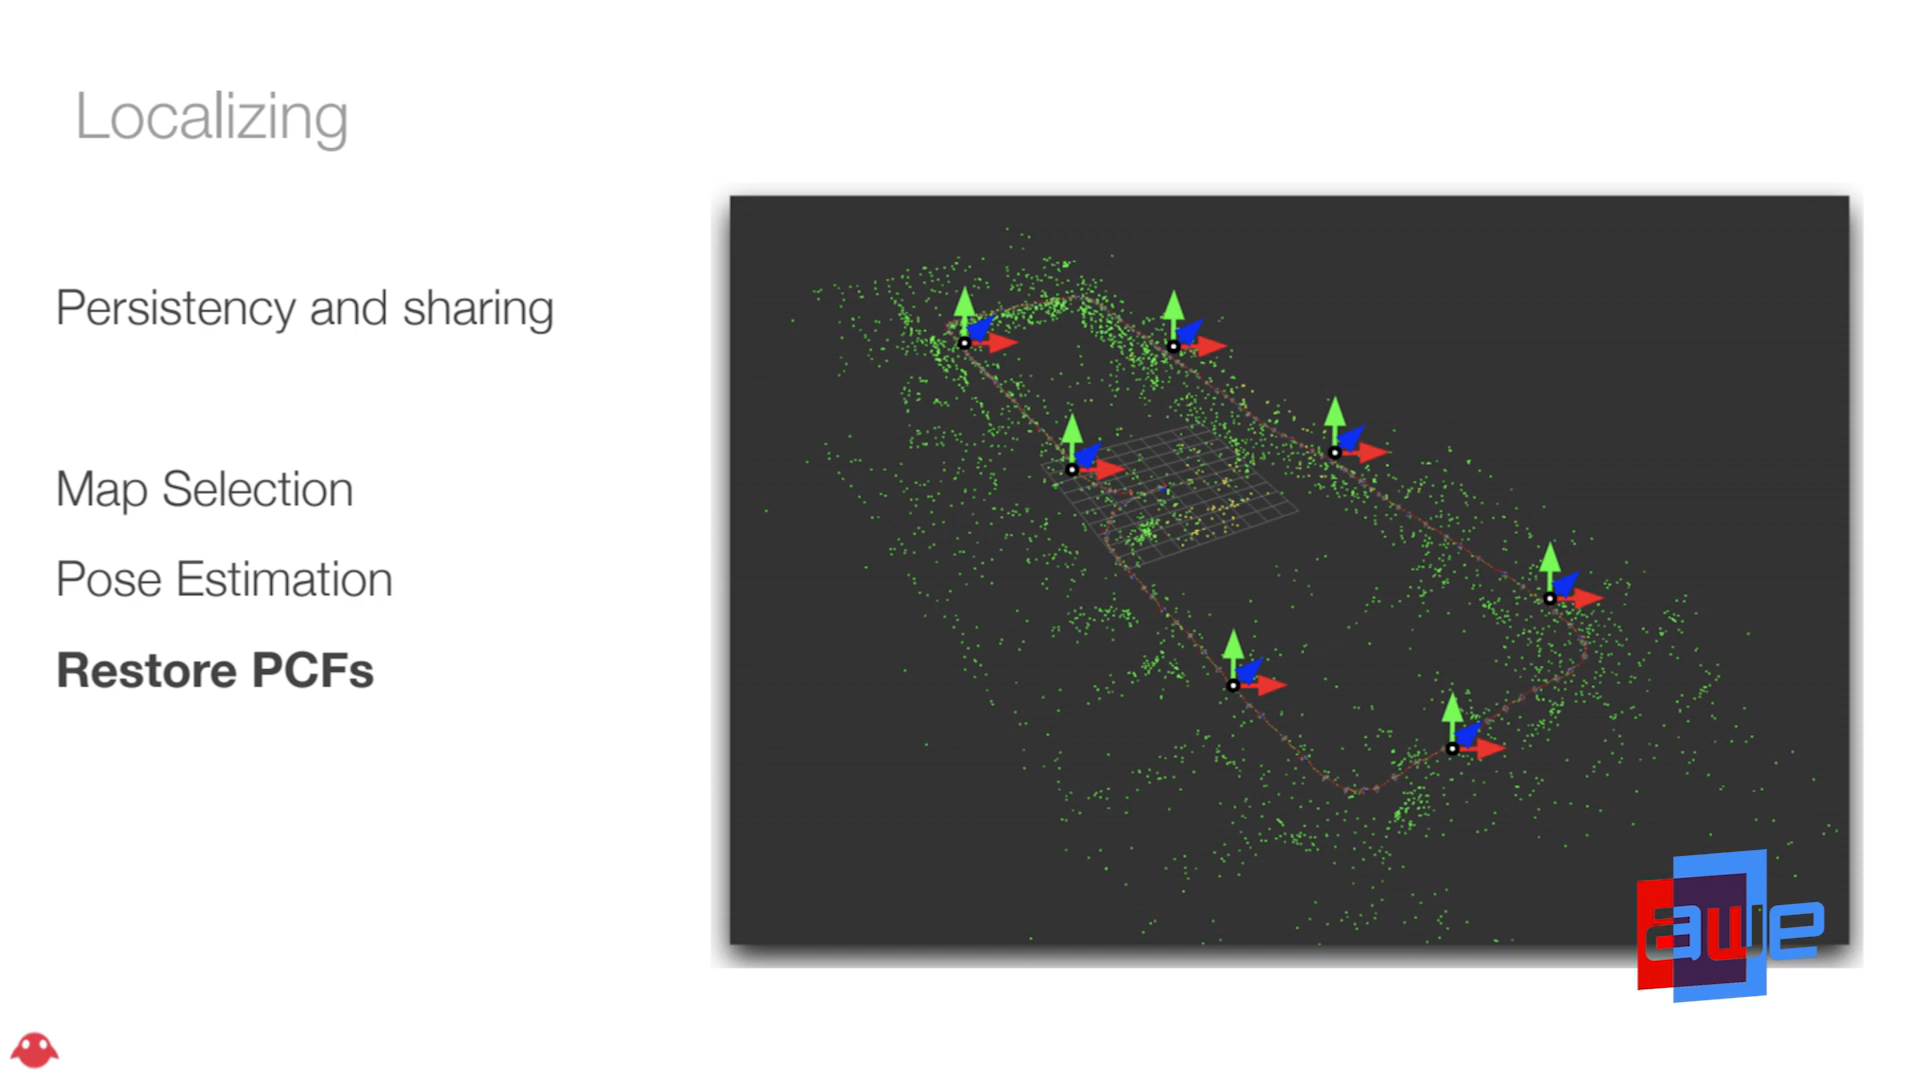 Localizing
Persistency and sharing
Map Selection
Pose Estimation
Restore PCFs
awe